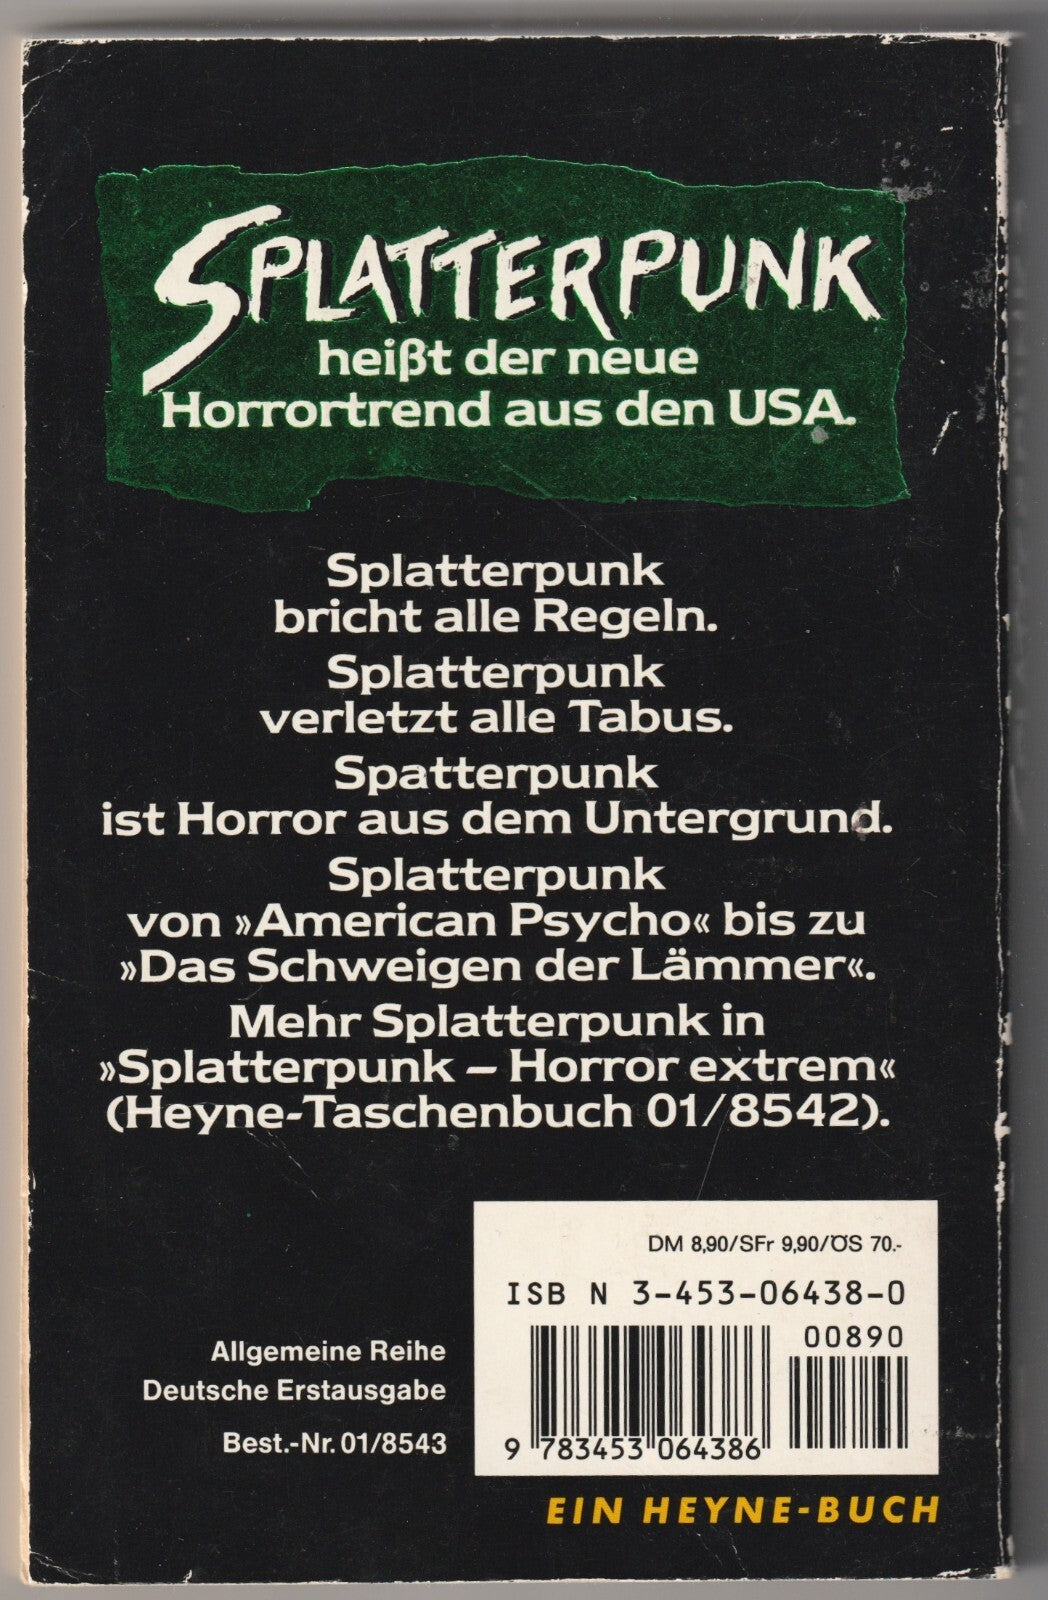 SPLATTERPUNK
heißt der neue
Horrortrend aus den USA.
Splatterpunk
bricht alle Regeln.
Splatterpunk
verletzt alle Tabus.
Spatterpunk
ist Horror aus dem Untergrund.
Splatterpunk
von »American Psycho« bis zu
»Das Schweigen der Lämmer«.
Mehr Splatterpunk in
»Splatterpunk – Horror extrem«
(Heyne-Taschenbuch 01/8542).
DM 8,90/SFr 9,90/ÖS 70.-
ISBN 3-453-06438-0
00890
9 783453 064386
Allgemeine Reihe
Deutsche Erstausgabe
Best.-Nr. 01/8543
EIN HEYNE-BUCH